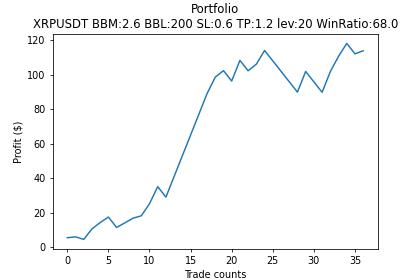 Portfolio
XRPUSDT BBM:2.6 BBL:200 SL:0.6 TP:1.2 lev:20 WinRatio:68.0
120
100
80
60
40
20
0
Profit ($)
0 5 10 15 20 25 30 35
Trade counts